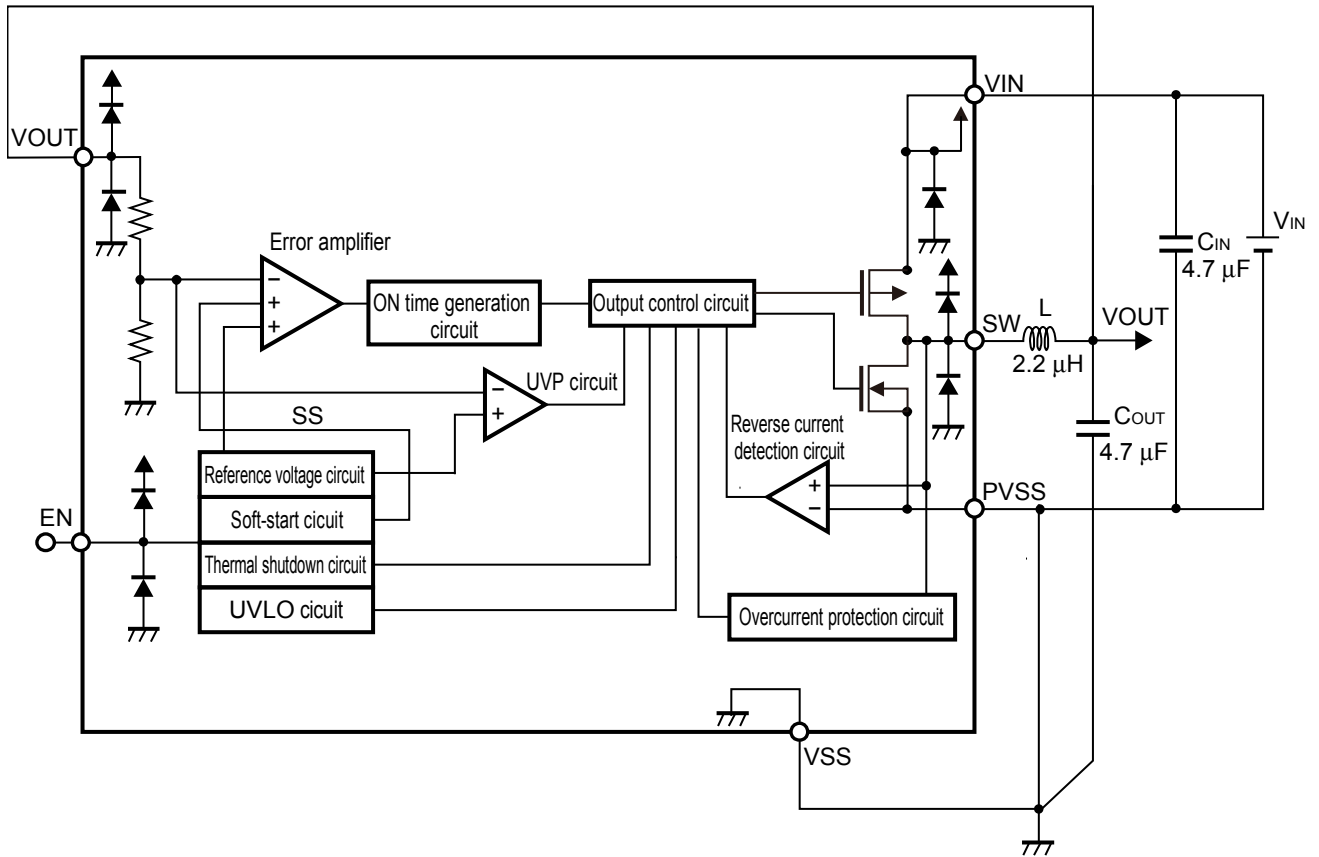 VIN
VOUT
Error amplifier
−
+
+
ON time generation
circuit
Output control circuit
VIN
CIN
4.7 μF
SW
L
2.2 μH
VOUT
UVP circuit
−
+
SS
Reverse current
detection circuit
+
−
COUT
4.7 μF
PVSS
Reference voltage circuit
Soft-start cicuit
EN
Thermal shutdown circuit
UVLO cicuit
Overcurrent protection circuit
VSS